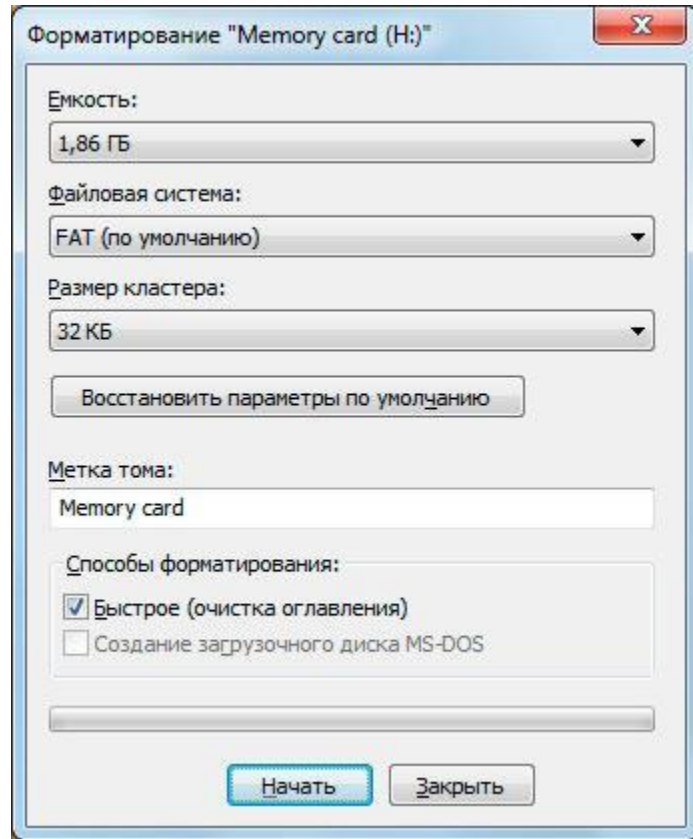 Форматирование "Memory card (H:)"
Емкость:
1,86 ГБ
Файловая система:
FAT (по умолчанию)
Размер кластера:
32 КБ
Восстановить параметры по умолчанию
Метка тома:
Memory card
Способы форматирования:
Быстрое (очистка оглавления)
Создание загрузочного диска MS-DOS
Начать Закрыть